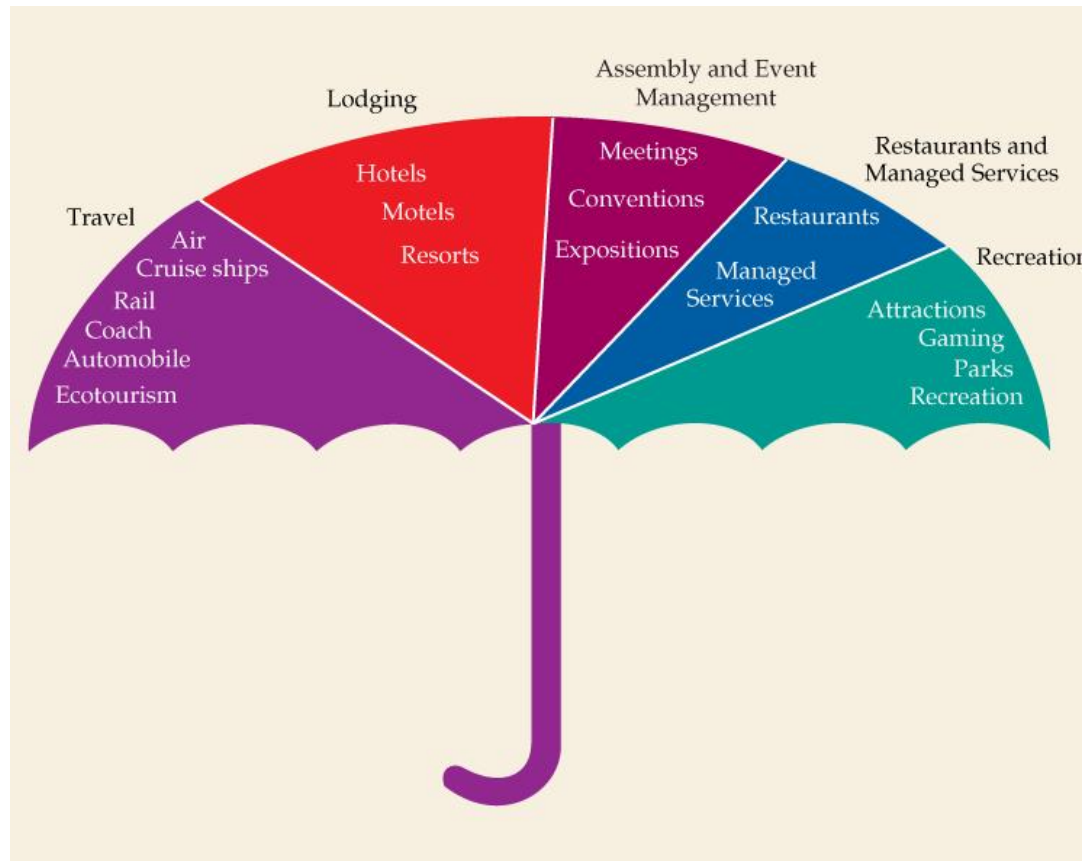 Travel
Air
Cruise ships
Rail
Coach
Automobile
Ecotourism
Lodging
Hotels
Motels
Resorts
Assembly and Event
Management
Meetings
Conventions
Expositions
Restaurants and
Managed Services
Restaurants
Managed
Services
Recreation
Attractions
Gaming
Parks
Recreation